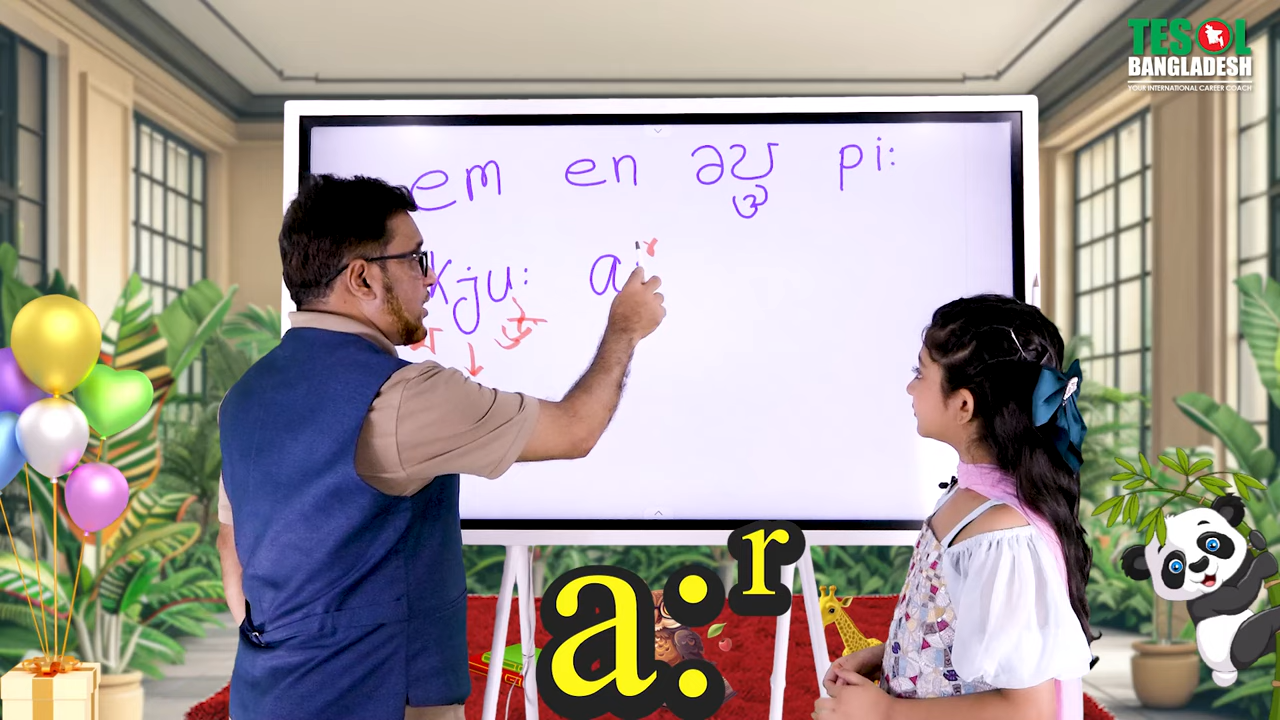 TESOL
BANGLADESH
YOUR INTERNATIONAL CAREER COACH
em en əʊ pi:
kju: a: r
a: r